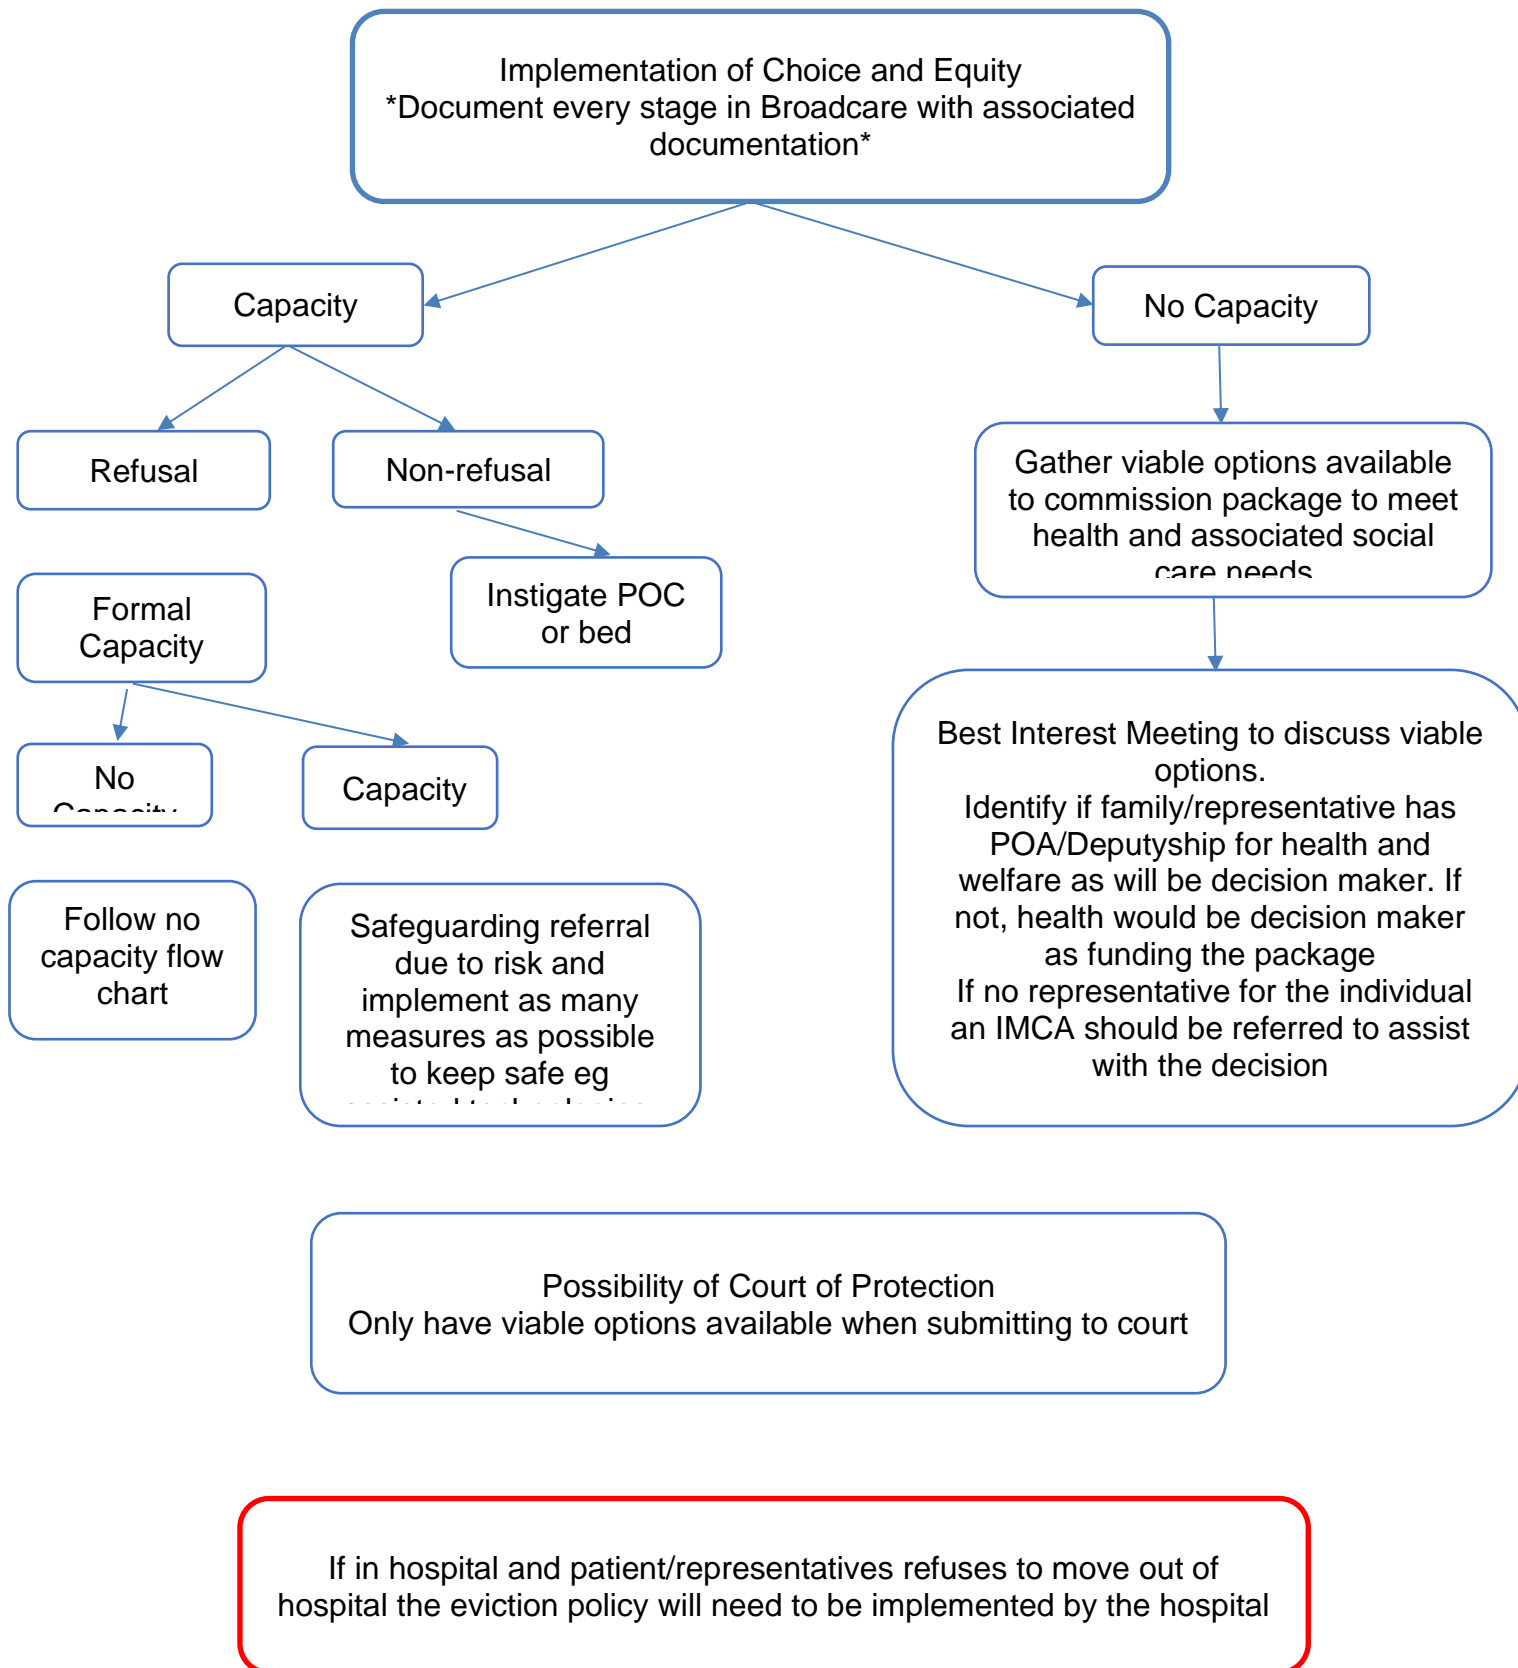 Implementation of Choice and Equity
*Document every stage in Broadcare with associated
documentation*
Capacity
No Capacity
Refusal
Non-refusal
Gather viable options available
to commission package to meet
health and associated social
care needs
Instigate POC
or bed
Formal
Capacity
No
Capacity
Capacity
Best Interest Meeting to discuss viable
options.
Identify if family/representative has
POA/Deputyship for health and
welfare as will be decision maker. If
not, health would be decision maker
as funding the package
If no representative for the individual
an IMCA should be referred to assist
with the decision
Follow no
capacity flow
chart
Safeguarding referral
due to risk and
implement as many
measures as possible
to keep safe eg
Possibility of Court of Protection
Only have viable options available when submitting to court
If in hospital and patient/representatives refuses to move out of
hospital the eviction policy will need to be implemented by the hospital